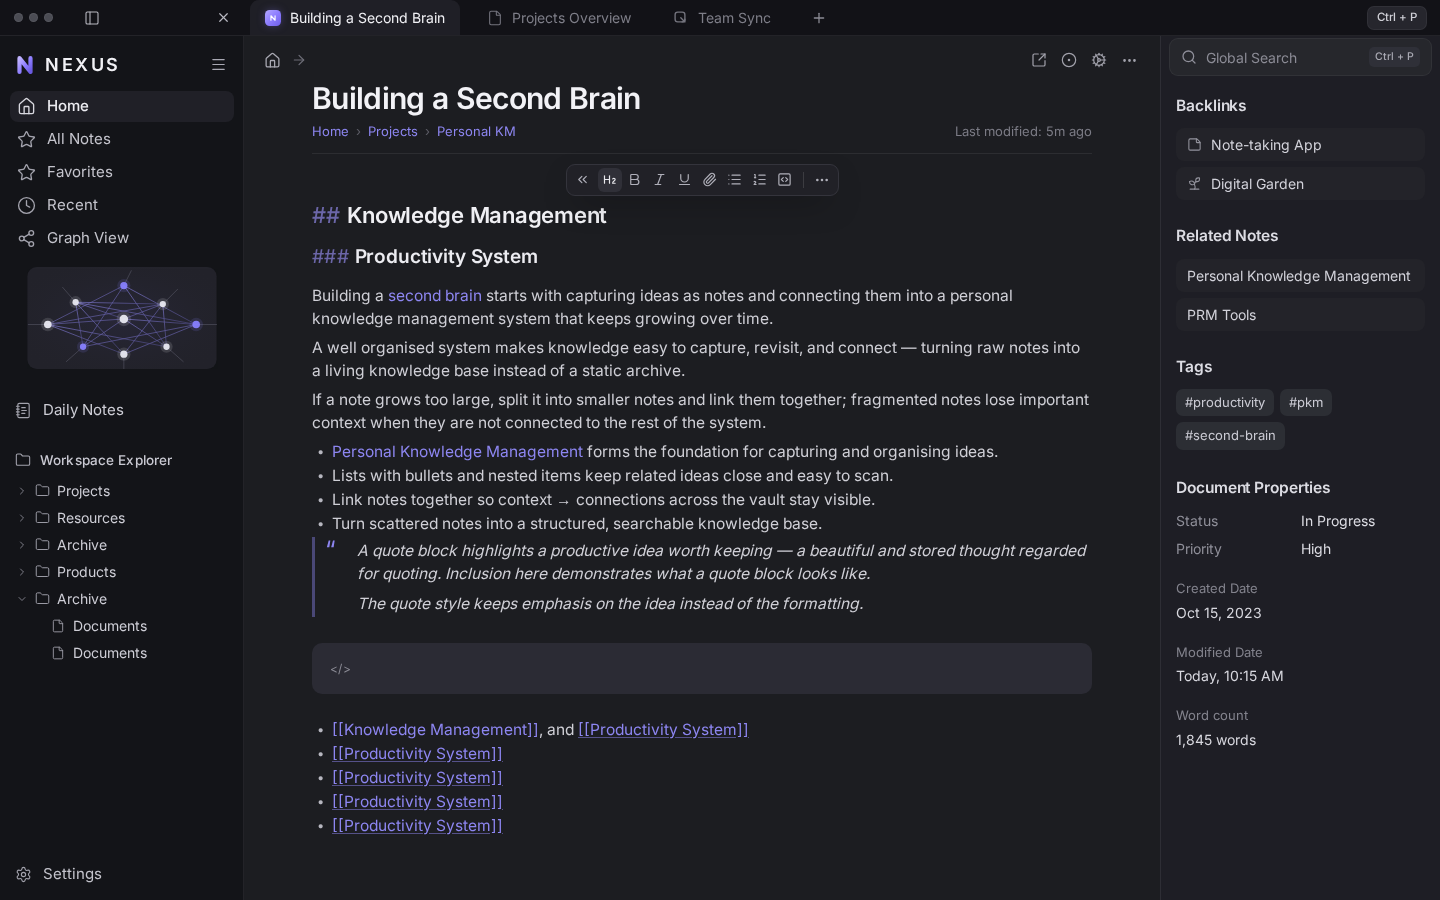 Building a Second Brain
Projects Overview
Team Sync
Ctrl + P
NEXUS
Home
All Notes
Favorites
Recent
Graph View
Daily Notes
Workspace Explorer
Projects
Resources
Archive
Products
Archive
Documents
Documents
Settings
Building a Second Brain
Home › Projects › Personal KM
Last modified: 5m ago
H2 B I U
## Knowledge Management
### Productivity System
Building a second brain starts with capturing ideas as notes and connecting them into a personal
knowledge management system that keeps growing over time.
A well organised system makes knowledge easy to capture, revisit, and connect — turning raw notes into
a living knowledge base instead of a static archive.
If a note grows too large, split it into smaller notes and link them together; fragmented notes lose important
context when they are not connected to the rest of the system.
• Personal Knowledge Management forms the foundation for capturing and organising ideas.
• Lists with bullets and nested items keep related ideas close and easy to scan.
• Link notes together so context → connections across the vault stay visible.
• Turn scattered notes into a structured, searchable knowledge base.
“ A quote block highlights a productive idea worth keeping — a beautiful and stored thought regarded
for quoting. Inclusion here demonstrates what a quote block looks like.
The quote style keeps emphasis on the idea instead of the formatting.
</>
• [[Knowledge Management]], and [[Productivity System]]
• [[Productivity System]]
• [[Productivity System]]
• [[Productivity System]]
• [[Productivity System]]
Global Search
Ctrl + P
Backlinks
Note-taking App
Digital Garden
Related Notes
Personal Knowledge Management
PRM Tools
Tags
#productivity #pkm
#second-brain
Document Properties
Status In Progress
Priority High
Created Date
Oct 15, 2023
Modified Date
Today, 10:15 AM
Word count
1,845 words